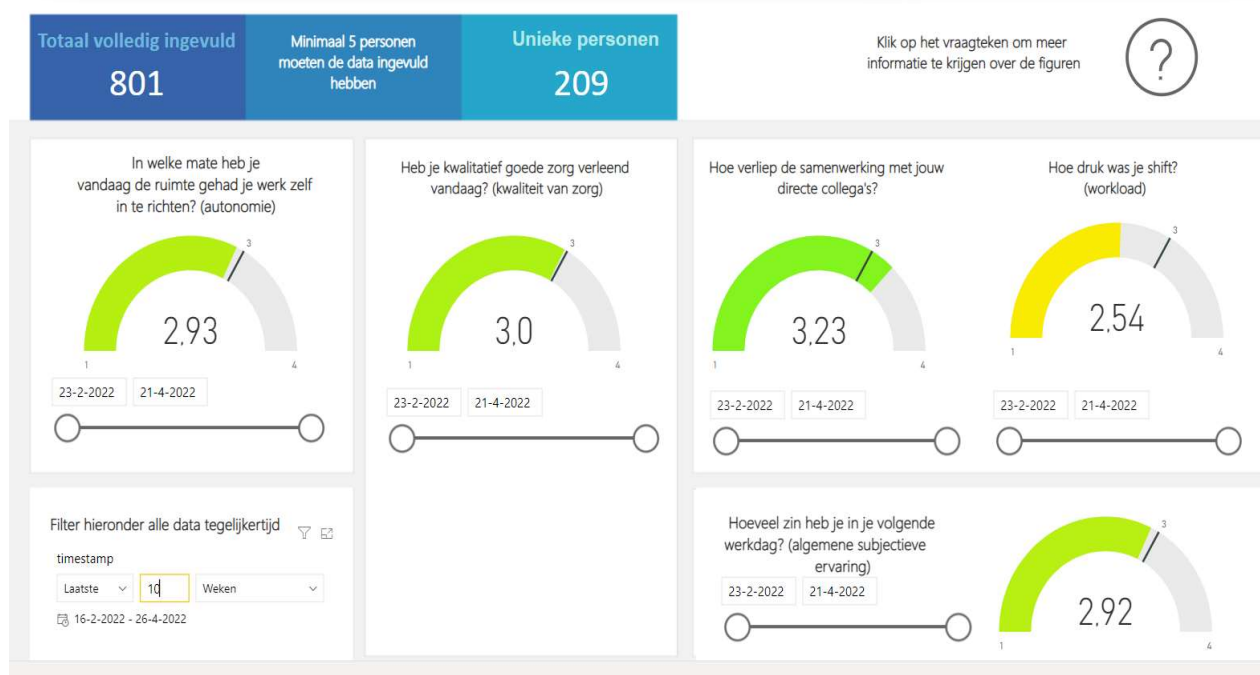 Totaal volledig ingevuld
801
Minimaal 5 personen
moeten de data ingevuld
hebben
Unieke personen
209
Klik op het vraagteken om meer
informatie te krijgen over de figuren
?
In welke mate heb je
vandaag de ruimte gehad je werk zelf
in te richten? (autonomie)
3
2,93
1
4
23-2-2022
21-4-2022
Heb je kwalitatief goede zorg verleend
vandaag? (kwaliteit van zorg)
3
3,0
1
4
23-2-2022
21-4-2022
Hoe verliep de samenwerking met jouw
directe collega's?
3
3,23
1
4
23-2-2022
21-4-2022
Hoe druk was je shift?
(workload)
3
2,54
1
4
23-2-2022
21-4-2022
Filter hieronder alle data tegelijkertijd
timestamp
Laatste
10
Weken
16-2-2022 - 26-4-2022
Hoeveel zin heb je in je volgende
werkdag? (algemene subjectieve
ervaring)
23-2-2022
21-4-2022
3
2,92
1
4